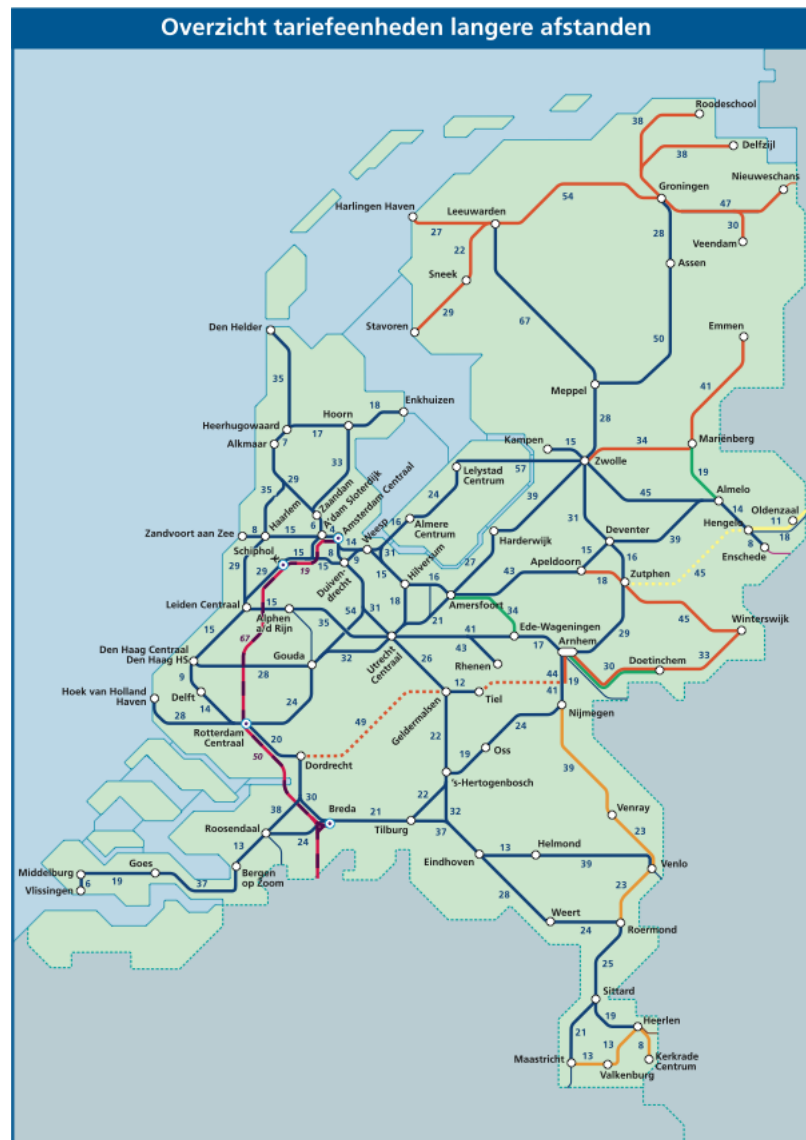 Overzicht tariefeenheden langere afstanden
Roodeschool
38
Delfzijl
38
Nieuweschans
Groningen
Harlingen Haven
Leeuwarden
54
47
27
22
28
30
Veendam
Sneek
Assen
Stavoren
29
67
50
Den Helder
Emmen
35
Meppel
41
Enkhuizen
18
Hoorn
28
Heerhugowaard
17
Kampen
15
34
Mariënberg
Alkmaar
7
33
57
Zwolle
Lelystad
Centrum
19
29
Zaandam
A'dam Sloterdijk
Amsterdam Centraal
24
39
45
Almelo
35
Haarlem
Weesp
16
Almere
Centrum
31
Oldenzaal
11
Hengelo
18
Zandvoort aan Zee
8
15
6
4
14
31
Harderwijk
Deventer
39
8
Enschede
Schiphol
15
8
9
15
Hilversum
27
Apeldoorn
15
16
29
29
19
15
Duiven-
drecht
16
43
18
Zutphen
45
Leiden Centraal
15
54
31
18
21
Amersfoort
34
Alphen
a/d Rijn
35
Ede-Wageningen
45
Winterswijk
15
67
41
17
Arnhem
29
Den Haag Centraal
Den Haag HS
Gouda
32
Utrecht
Centraal
43
Rhenen
33
28
26
44
30
Doetinchem
9
Hoek van Holland
Haven
Delft
12
Tiel
41
19
14
24
49
Geldermalsen
Nijmegen
28
Rotterdam
Centraal
20
24
22
19
Oss
50
Dordrecht
39
's-Hertogenbosch
30
22
38
Breda
Venray
Roosendaal
21
32
Tilburg
37
23
24
13
Helmond
13
Goes
Eindhoven
39
Middelburg
19
37
Bergen
op Zoom
Venlo
6
Vlissingen
28
23
Weert
24
Roermond
25
Sittard
19
Heerlen
21
13
8
Maastricht
13
Kerkrade
Centrum
Valkenburg